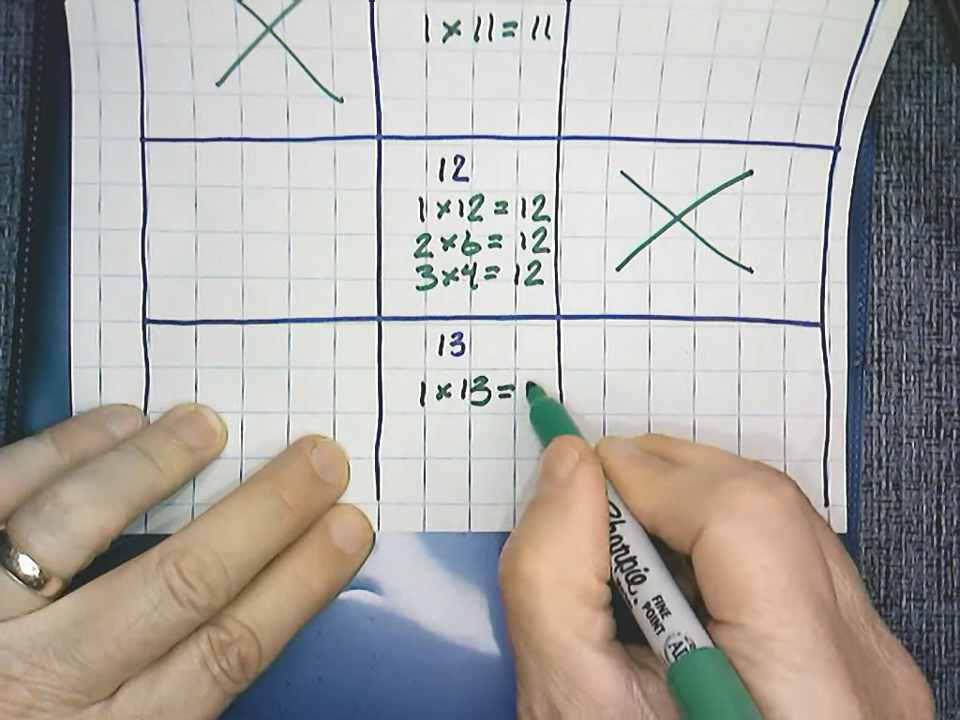 1 × 11 = 11
12
1 × 12 = 12
2 × 6 = 12
3 × 4 = 12
13
1 × 13 =
Sharpie.
FINE
POINT